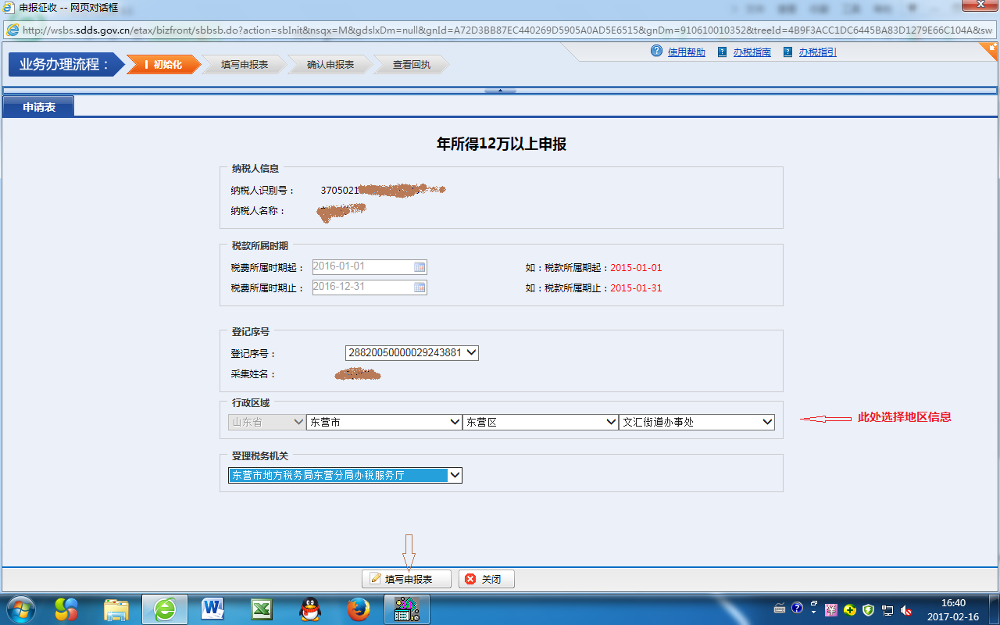 申报征收 -- 网页对话框
http://wsbs.sdds.gov.cn/etax/bizfront/sbbsb.do?action=sbInit&nsqx=M&gdslxDm=null&gnId=A72D3BB87EC440269D5905A0AD5E6515&gnDm=910610010352&treeId=4B9F3ACC1DC6445BA83D1279E66C104A&sw
业务办理流程： 1 初始化 填写申报表 确认申报表 查看回执 使用帮助 办税指南 办税指引
申请表
年所得12万以上申报
纳税人信息
纳税人识别号： 3705021
纳税人名称：
税款所属时期
税费所属时期起： 2016-01-01 如：税款所属期起：2015-01-01
税费所属时期止： 2016-12-31 如：税款所属期止：2015-01-31
登记序号
登记序号： 28820050000029243881
采集姓名：
行政区域
山东省 东营市 东营区 文汇街道办事处 此处选择地区信息
受理税务机关
东营市地方税务局东营分局办税服务厅
填写申报表 关闭
16:40
2017-02-16